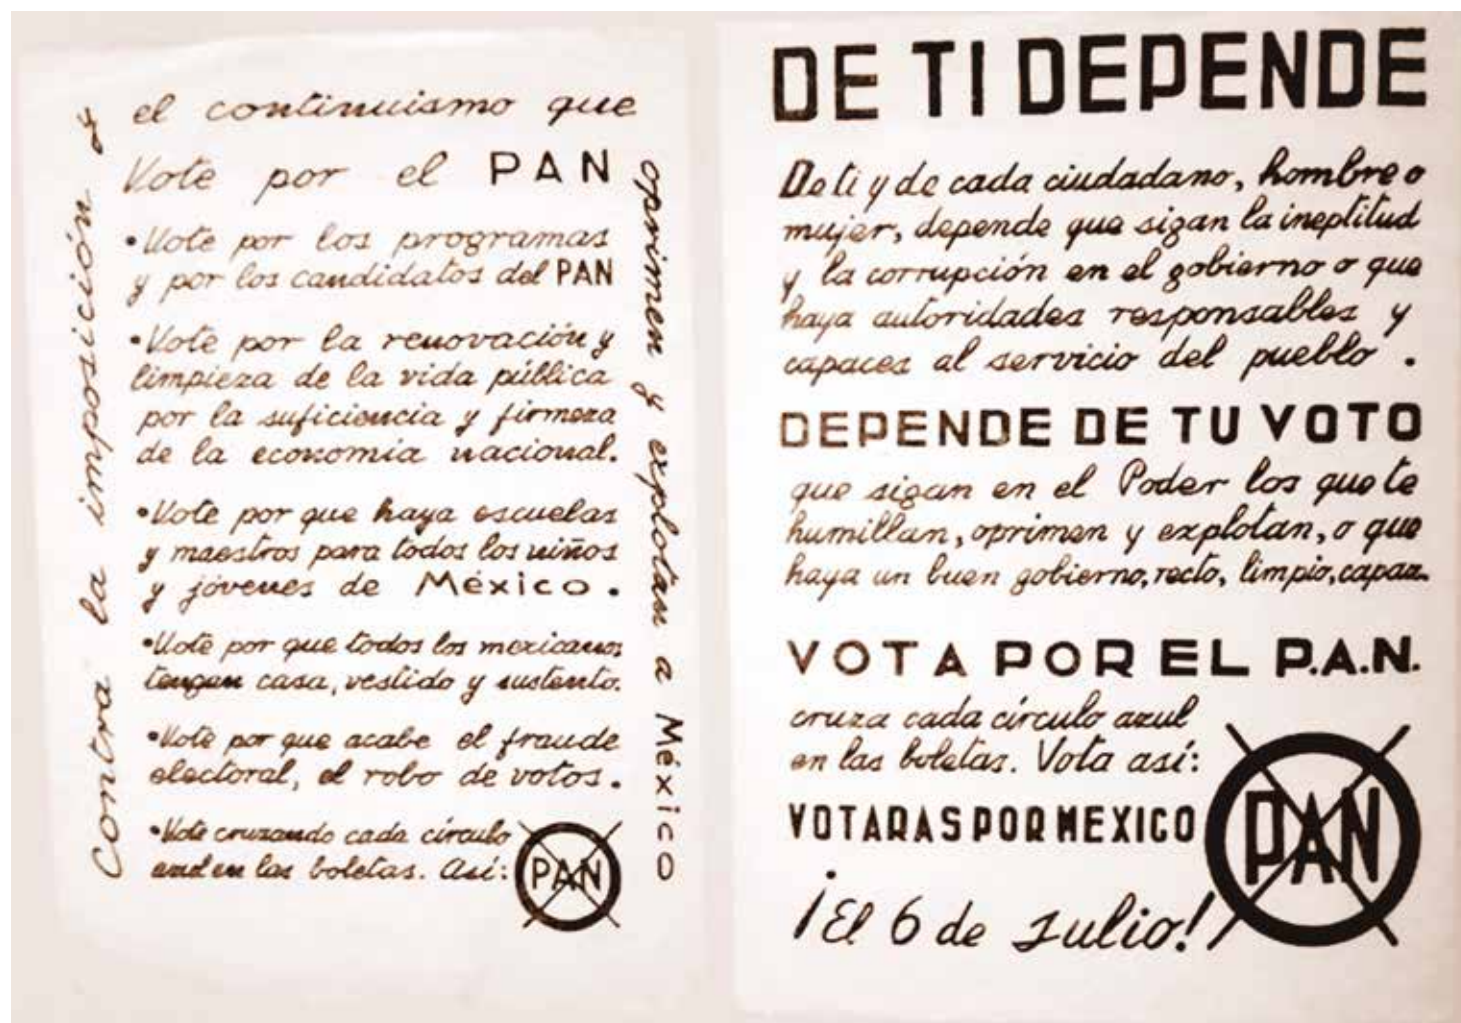 Contra la imposición y
el continuismo que
oprimen y explotan a México
Vote por el PAN
•Vote por los programas
y por los candidatos del PAN
•Vote por la renovación y
limpieza de la vida pública
por la suficiencia y firmeza
de la economía nacional.
•Vote por que haya escuelas
y maestros para todos los niños
y jóvenes de México.
•Vote por que todos los mexicanos
tengan casa, vestido y sustento.
•Vote por que acabe el fraude
electoral, el robo de votos.
•Vote cruzando cada círculo
azul en las boletas. Así:
PAN
DE TI DEPENDE
De ti y de cada ciudadano, hombre o
mujer, depende que sigan la ineptitud
y la corrupción en el gobierno o que
haya autoridades responsables y
capaces al servicio del pueblo.
DEPENDE DE TU VOTO
que sigan en el Poder los que te
humillan, oprimen y explotan, o que
haya un buen gobierno, recto, limpio, capaz.
VOTA POR EL P.A.N.
cruza cada círculo azul
en las boletas. Vota así:
VOTARAS POR MEXICO
PAN
¡El 6 de Julio!